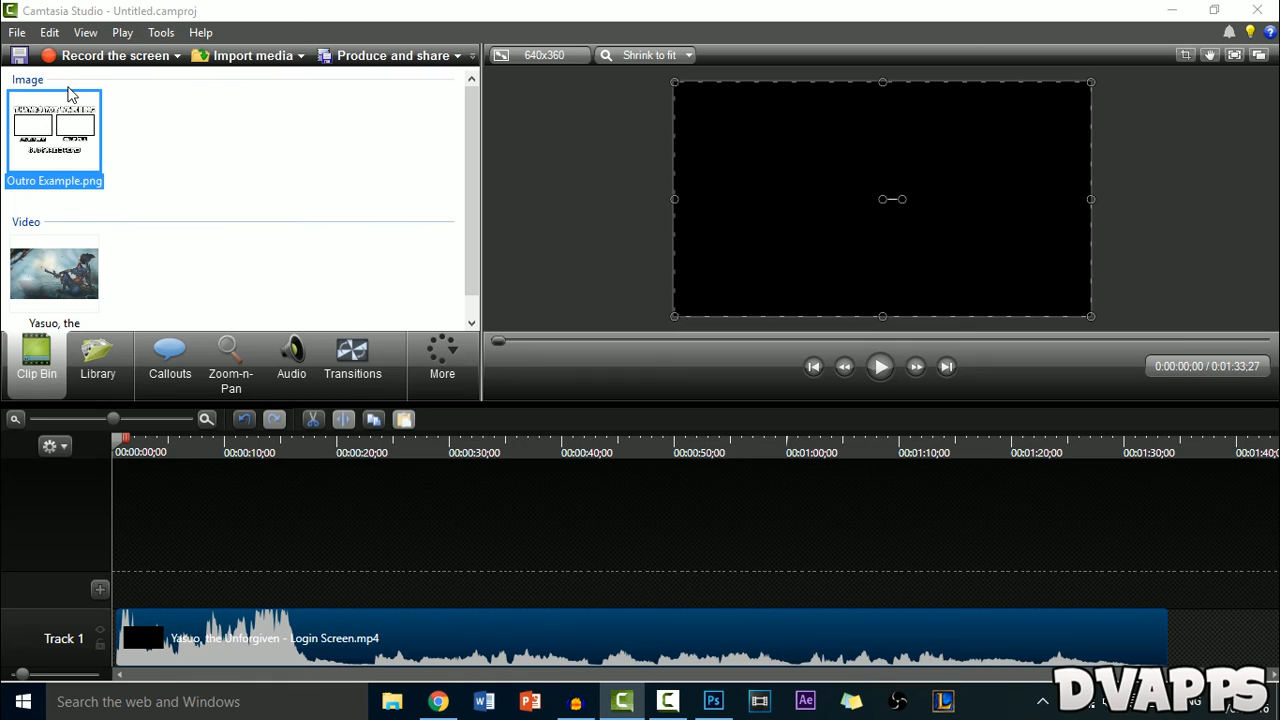 Camtasia Studio - Untitled.camproj
File Edit View Play Tools Help
Record the screen Import media Produce and share 640x360 Shrink to fit
Image
Outro Example.png
Video
Yasuo, the
Clip Bin Library Callouts Zoom-n-Pan Audio Transitions More
0:00:00;00 / 0:01:33;27
00:00:00;00 00:00:10;00 00:00:20;00 00:00:30;00 00:00:40;00 00:00:50;00 00:01:00;00 00:01:10;00 00:01:20;00 00:01:30;00 00:01:40;
Track 1 Yasuo, the Unforgiven - Login Screen.mp4
Search the web and Windows
DVAPPS